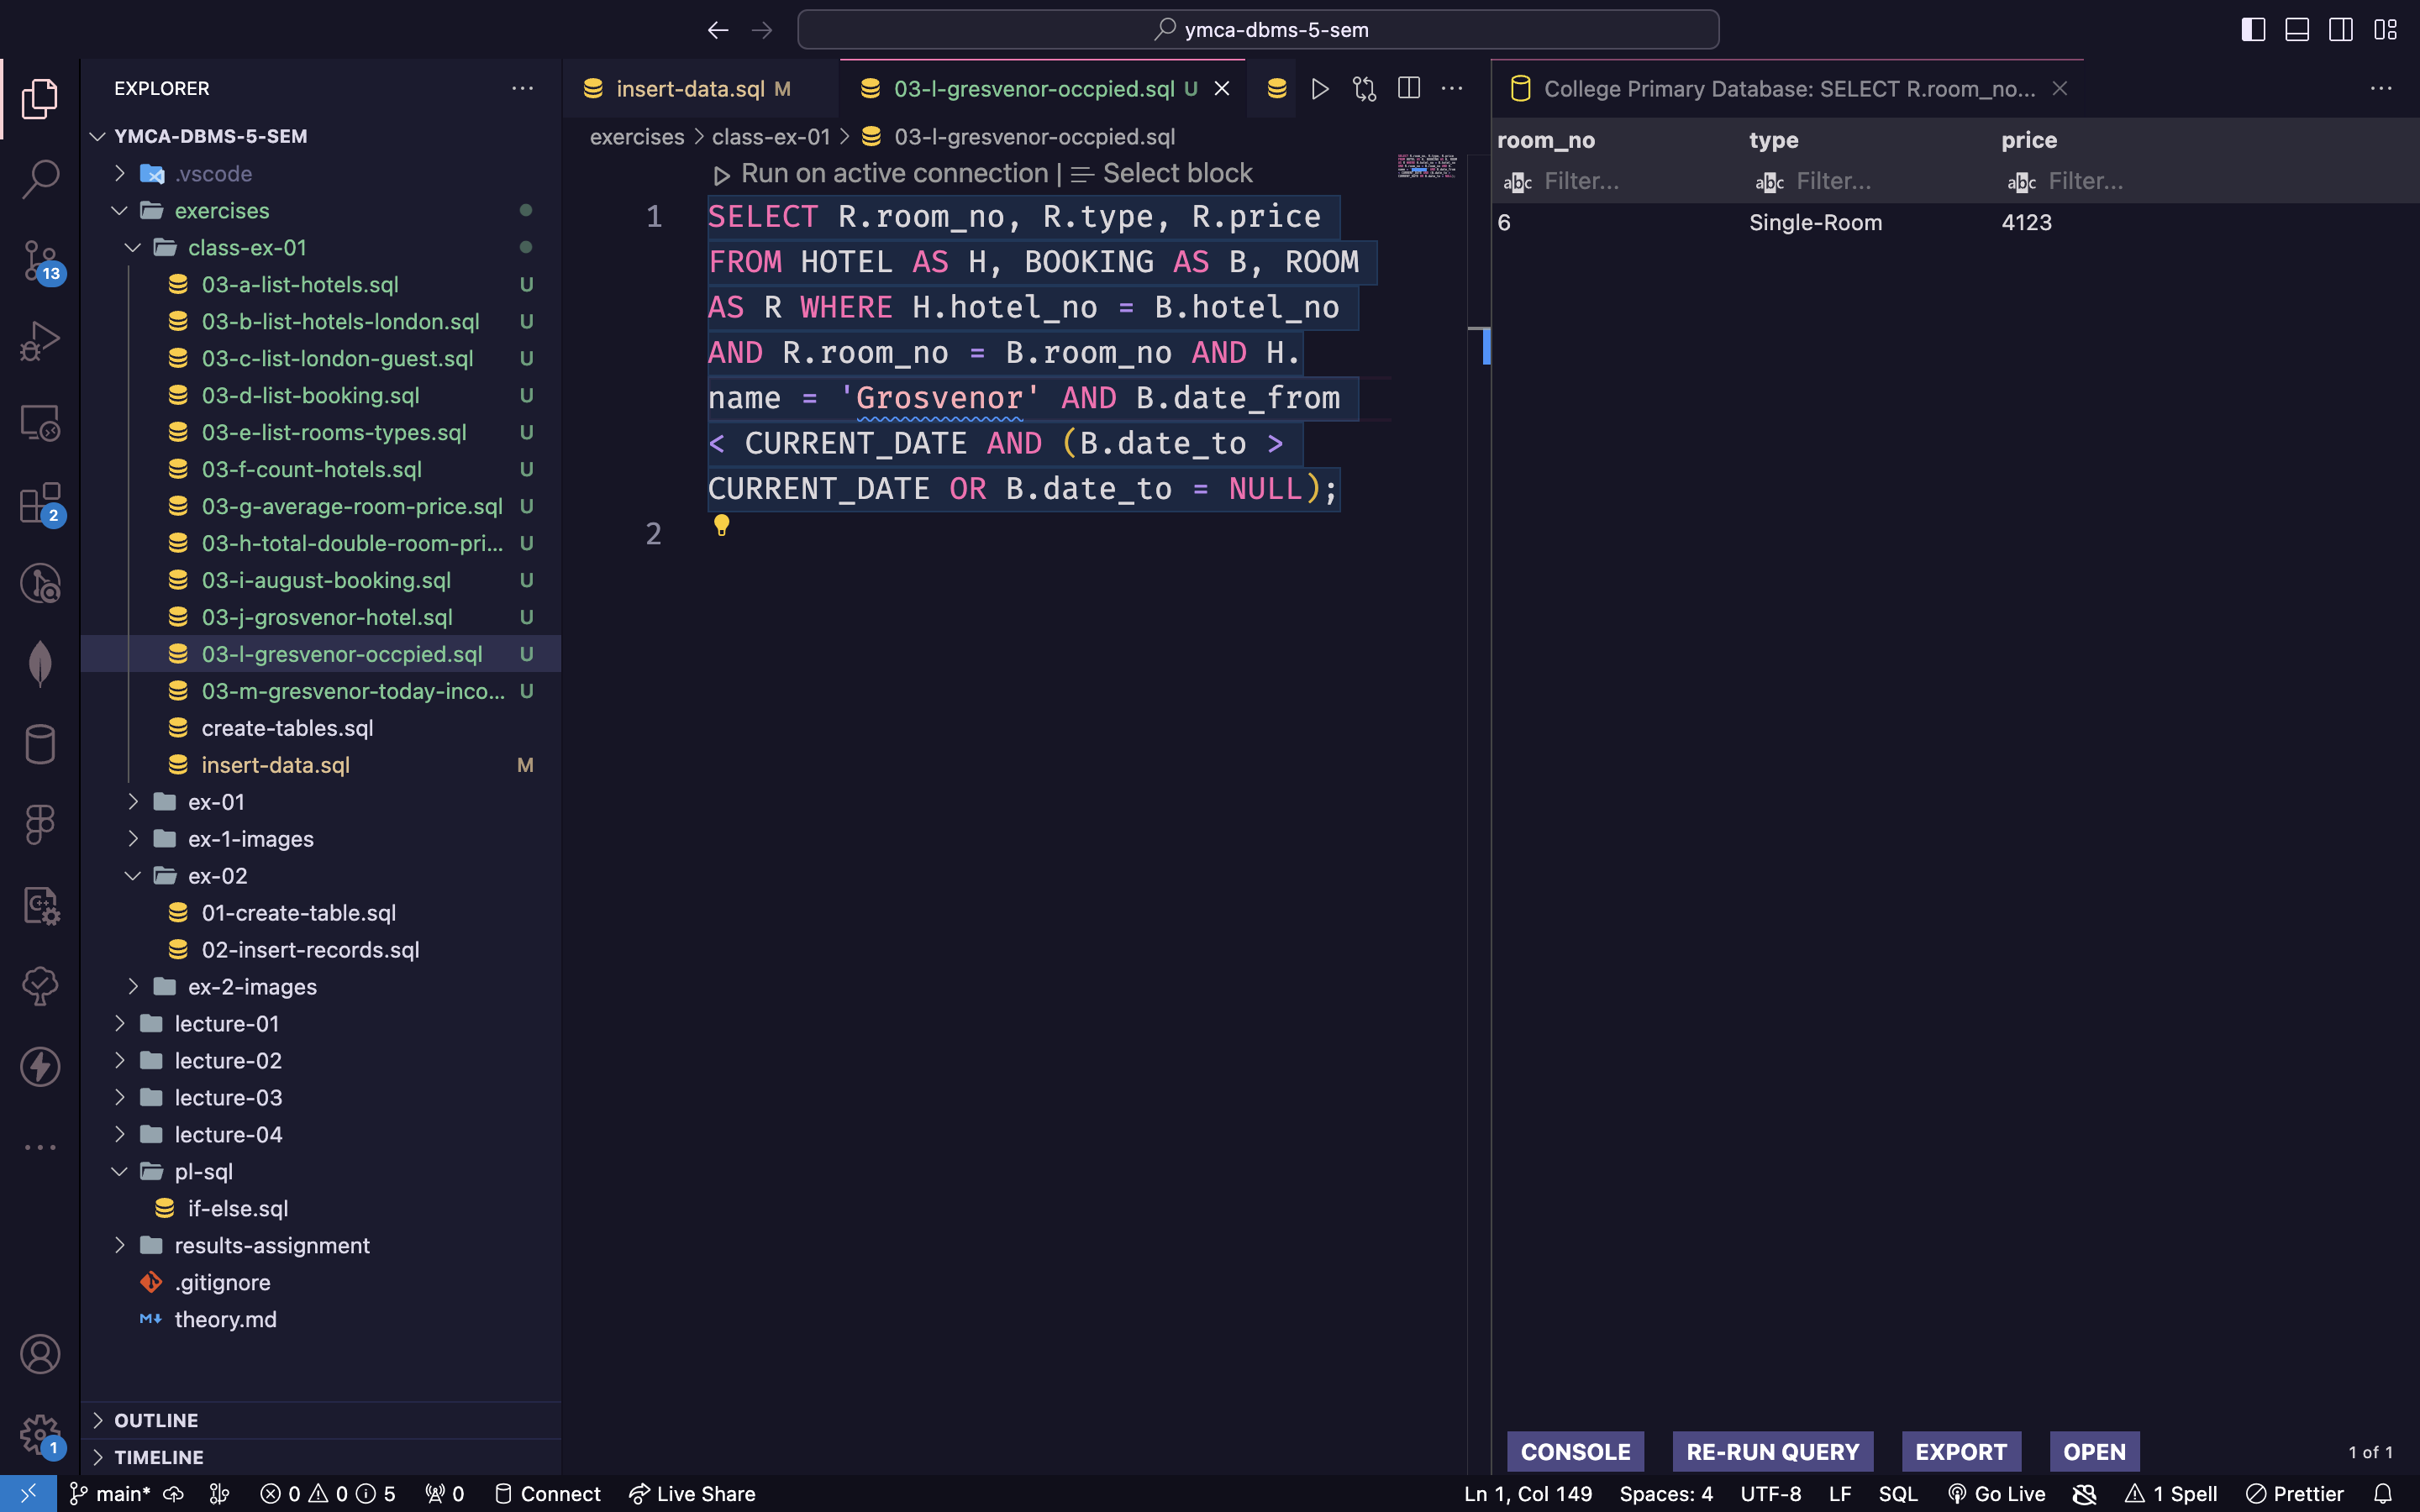 ymca-dbms-5-sem
EXPLORER
YMCA-DBMS-5-SEM
.vscode
exercises
class-ex-01
03-a-list-hotels.sql U
03-b-list-hotels-london.sql U
03-c-list-london-guest.sql U
03-d-list-booking.sql U
03-e-list-rooms-types.sql U
03-f-count-hotels.sql U
03-g-average-room-price.sql U
03-h-total-double-room-pri... U
03-i-august-booking.sql U
03-j-grosvenor-hotel.sql U
03-l-gresvenor-occpied.sql U
03-m-gresvenor-today-inco... U
create-tables.sql
insert-data.sql M
ex-01
ex-1-images
ex-02
01-create-table.sql
02-insert-records.sql
ex-2-images
lecture-01
lecture-02
lecture-03
lecture-04
pl-sql
if-else.sql
results-assignment
.gitignore
theory.md
OUTLINE
TIMELINE
13
2
1
insert-data.sql M
03-l-gresvenor-occpied.sql U
exercises > class-ex-01 > 03-l-gresvenor-occpied.sql
Run on active connection | Select block
1 SELECT R.room_no, R.type, R.price
FROM HOTEL AS H, BOOKING AS B, ROOM
AS R WHERE H.hotel_no = B.hotel_no
AND R.room_no = B.room_no AND H.
name = 'Grosvenor' AND B.date_from
< CURRENT_DATE AND (B.date_to >
CURRENT_DATE OR B.date_to = NULL);
2
College Primary Database: SELECT R.room_no...
room_no type price
abc Filter... abc Filter... abc Filter...
6 Single-Room 4123
CONSOLE RE-RUN QUERY EXPORT OPEN 1 of 1
main* 0 0 5 0 Connect Live Share Ln 1, Col 149 Spaces: 4 UTF-8 LF SQL Go Live 1 Spell Prettier